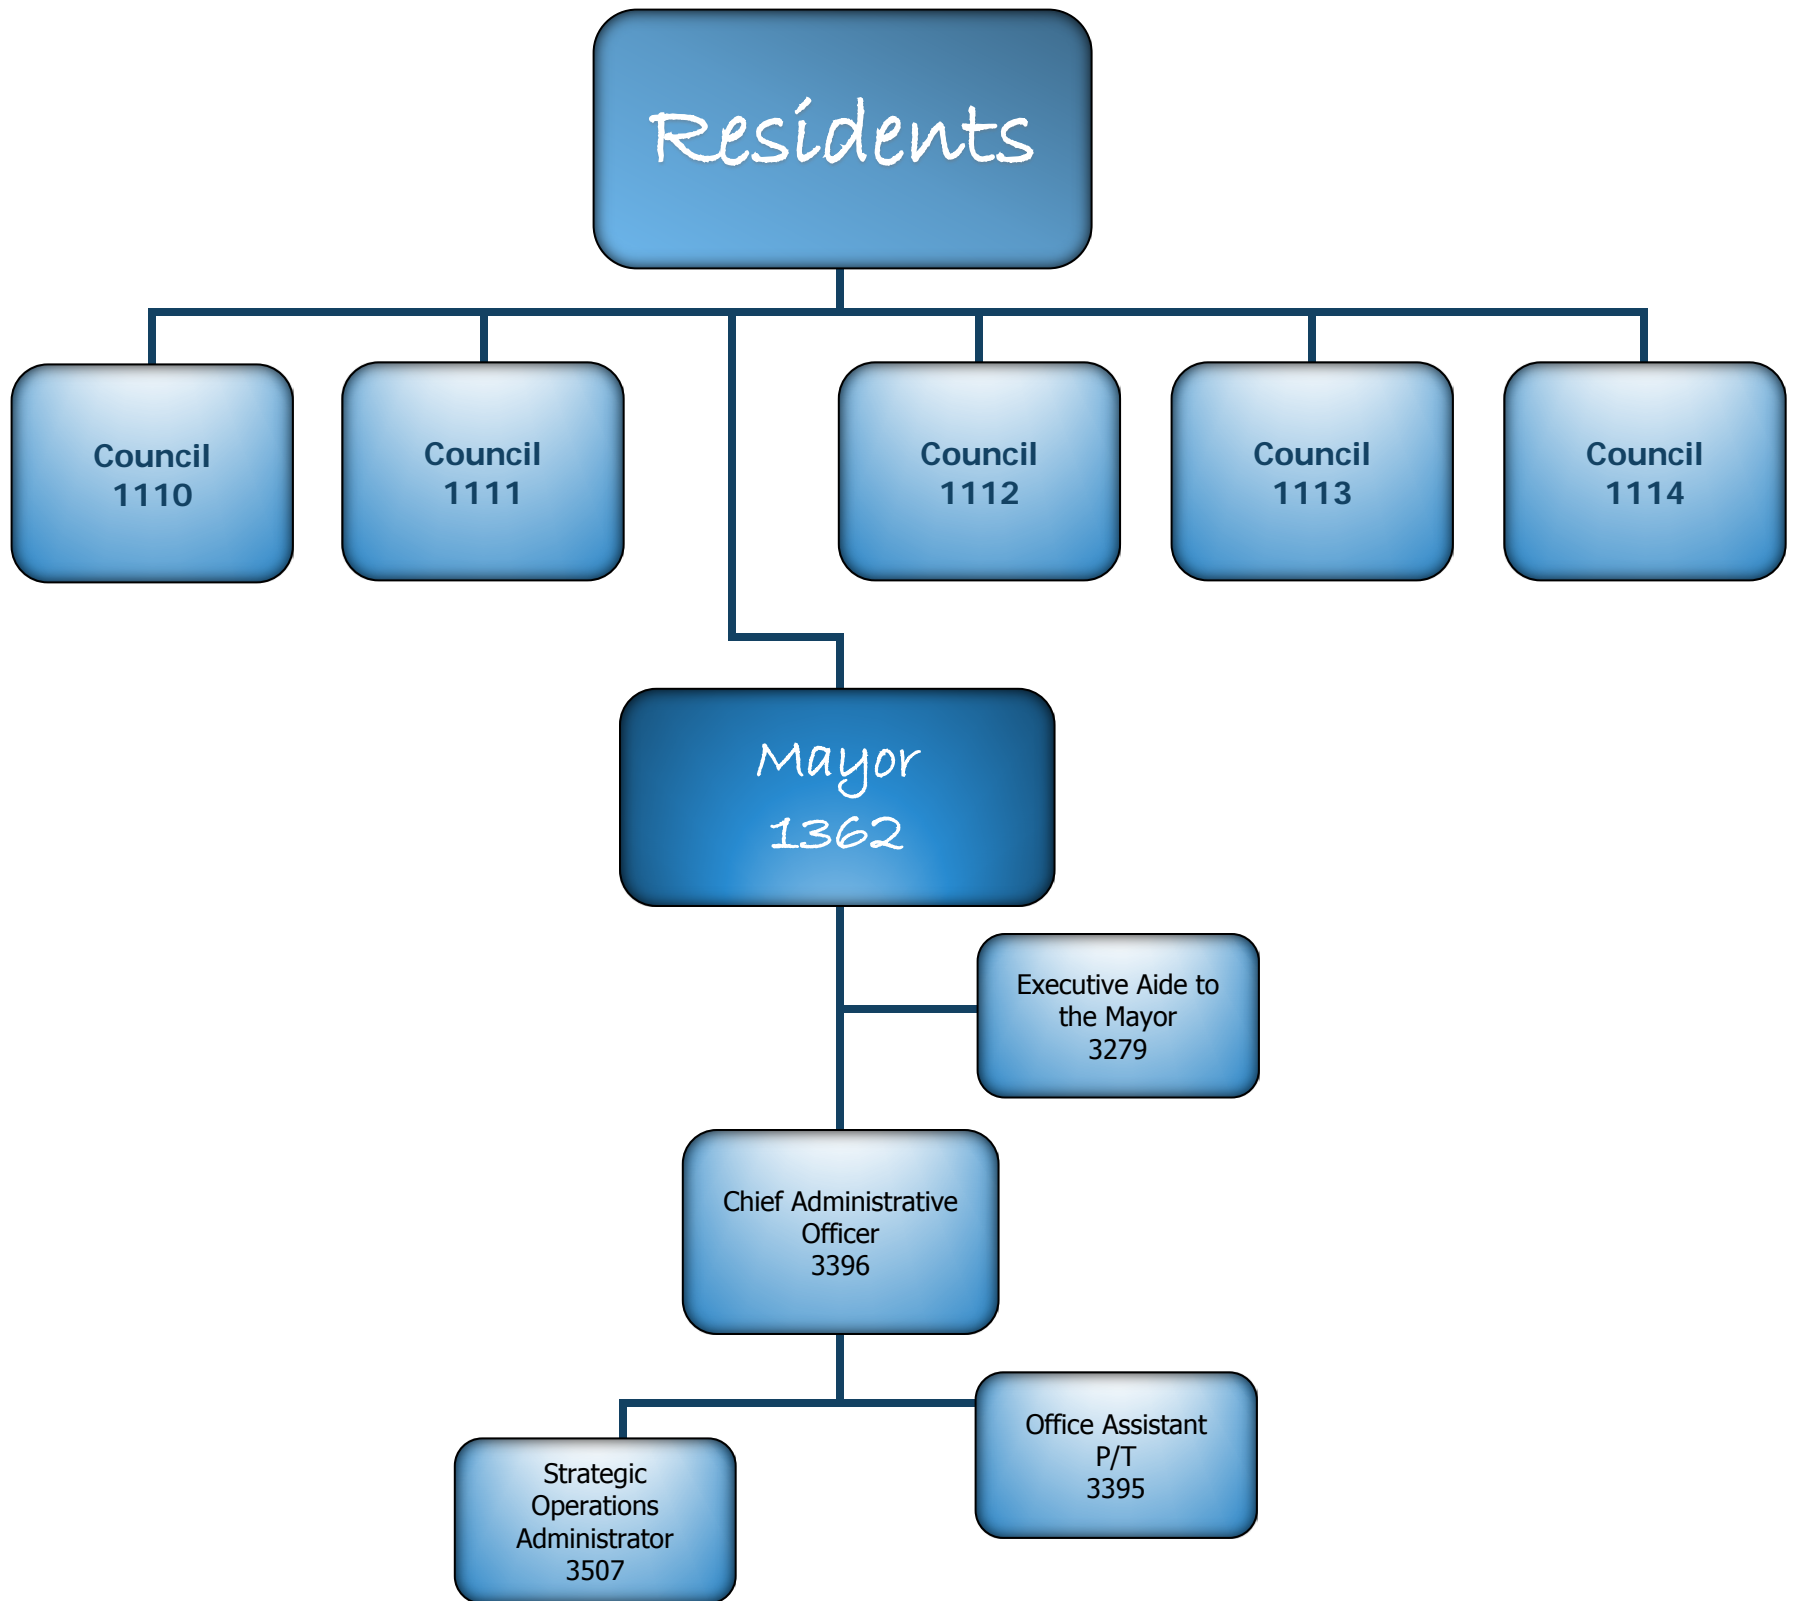 Residents
Council
1110
Council
1111
Council
1112
Council
1113
Council
1114
Mayor
1362
Executive Aide to
the Mayor
3279
Chief Administrative
Officer
3396
Office Assistant
P/T
3395
Strategic
Operations
Administrator
3507